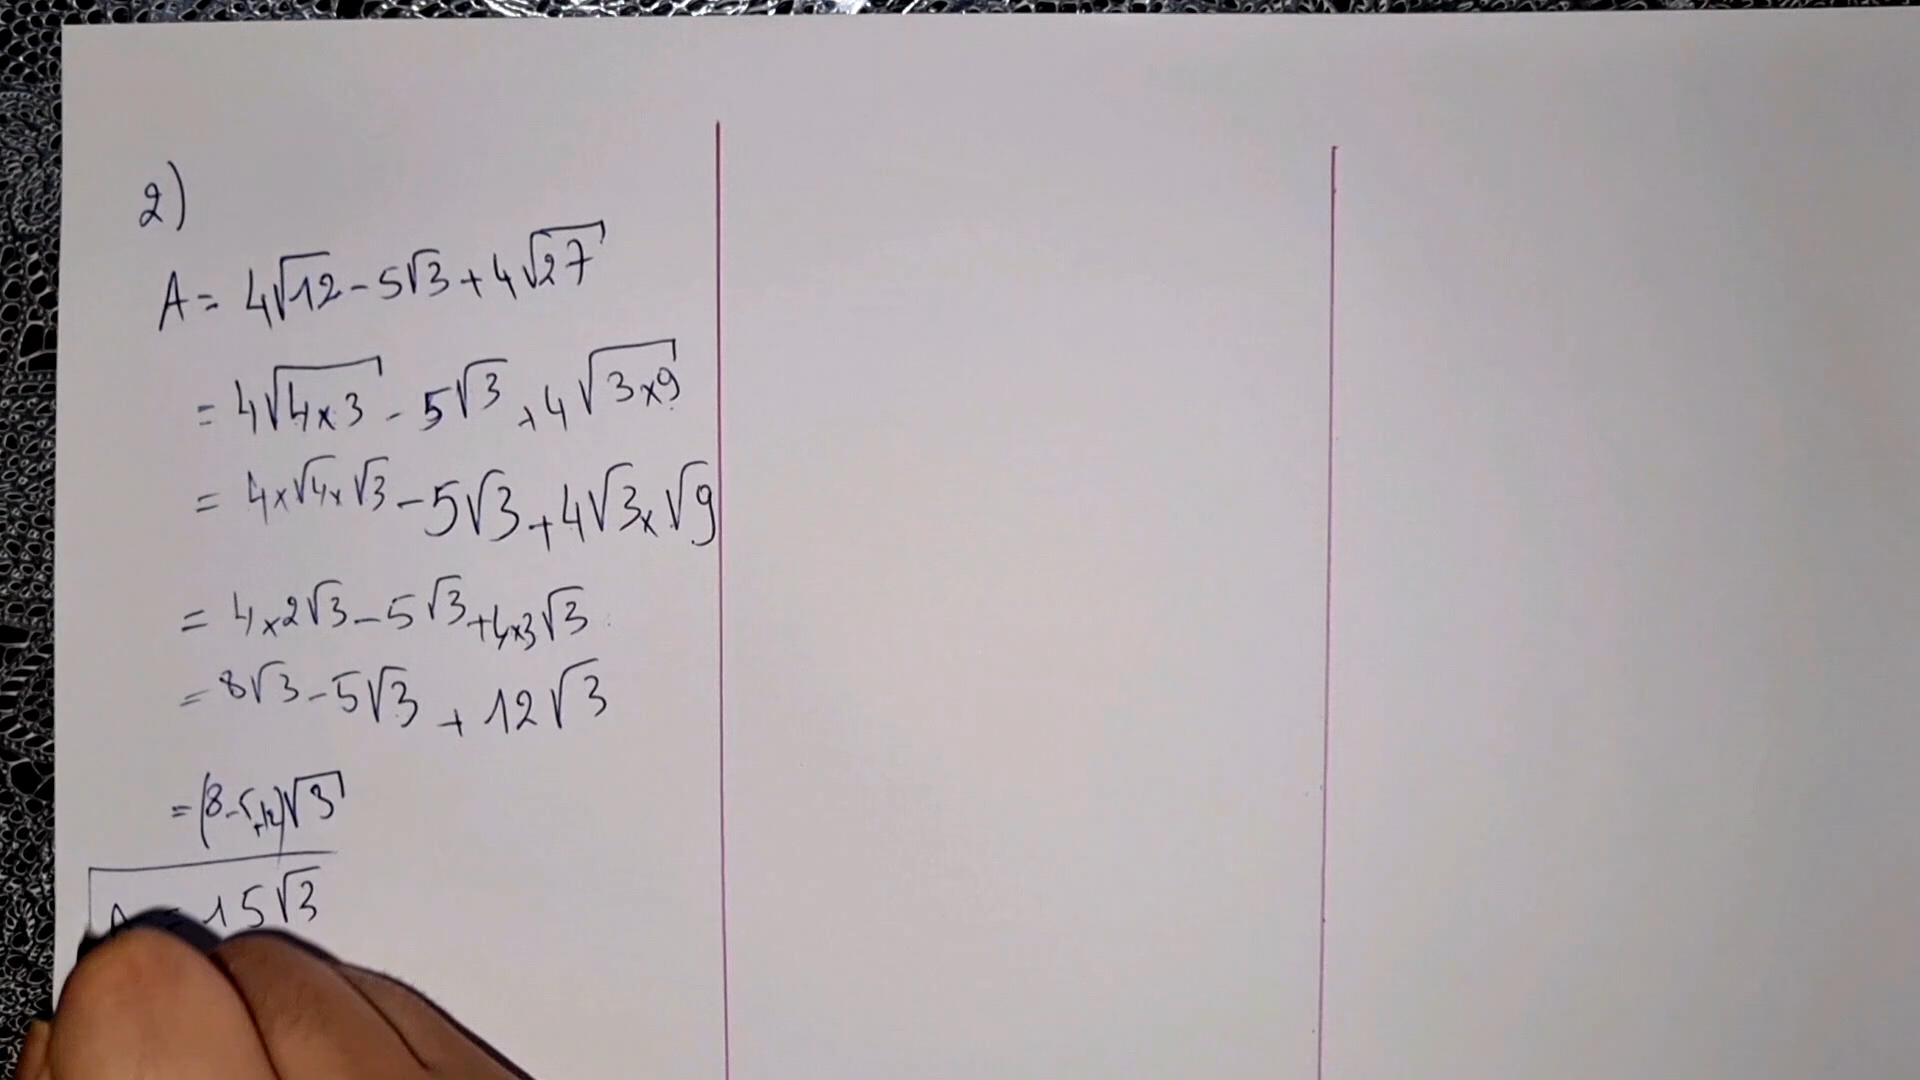 2)
A = 4√12 - 5√3 + 4√27
= 4√4×3 - 5√3 + 4√3×9
= 4×√4×√3 - 5√3 + 4√3×√9
= 4×2√3 - 5√3 + 4×3√3
= 8√3 - 5√3 + 12√3
= (8-5+12)√3
A = 15√3